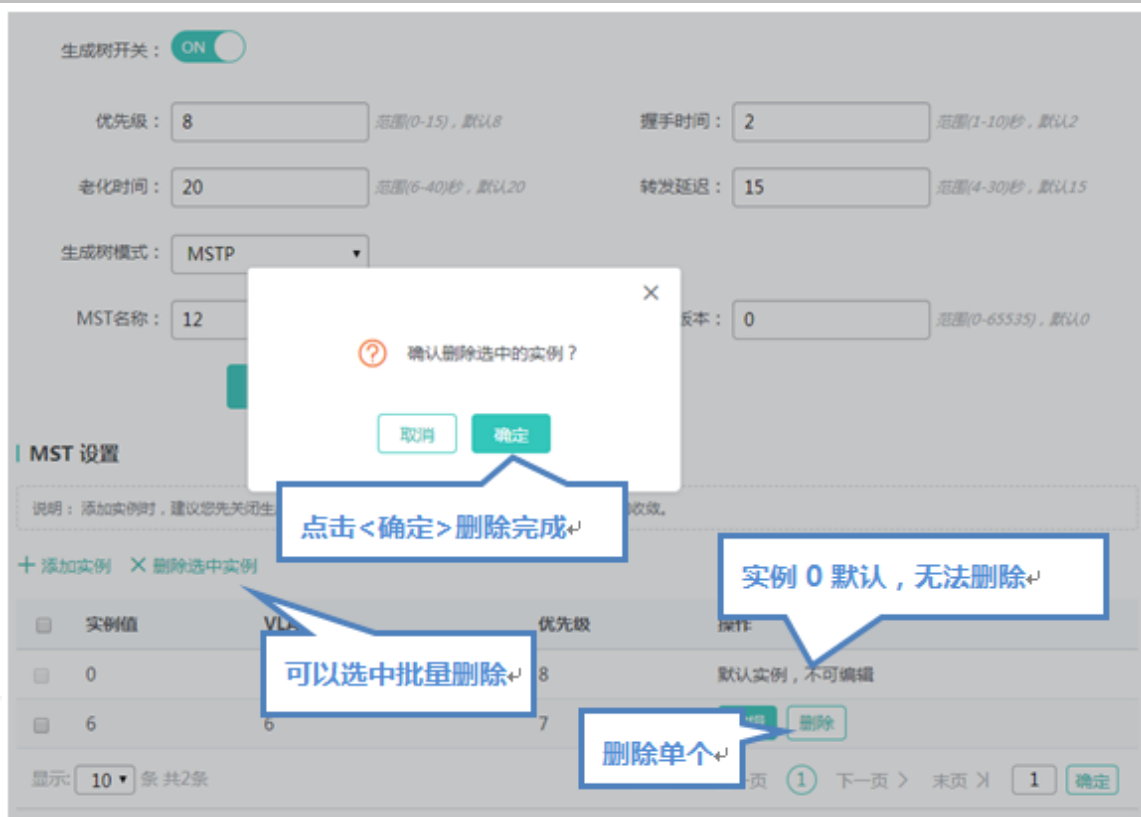 生成树开关： ON
优先级： 8 范围(0-15)，默认8 握手时间： 2 范围(1-10)秒，默认2
老化时间： 20 范围(6-40)秒，默认20 转发延迟： 15 范围(4-30)秒，默认15
生成树模式： MSTP
MST名称： 12 版本： 0 范围(0-65535)，默认0
确认删除选中的实例？
取消 确定
MST 设置
说明： 添加实例时，建议您先关闭生 收敛。
点击<确定>删除完成
添加实例 删除选中实例
实例 0 默认，无法删除
实例值 VLA 优先级 操作
可以选中批量删除
0 8 默认实例，不可编辑
6 6 7 删除
删除单个
显示: 10 条 共2条 页 1 下一页 末页 1 确定